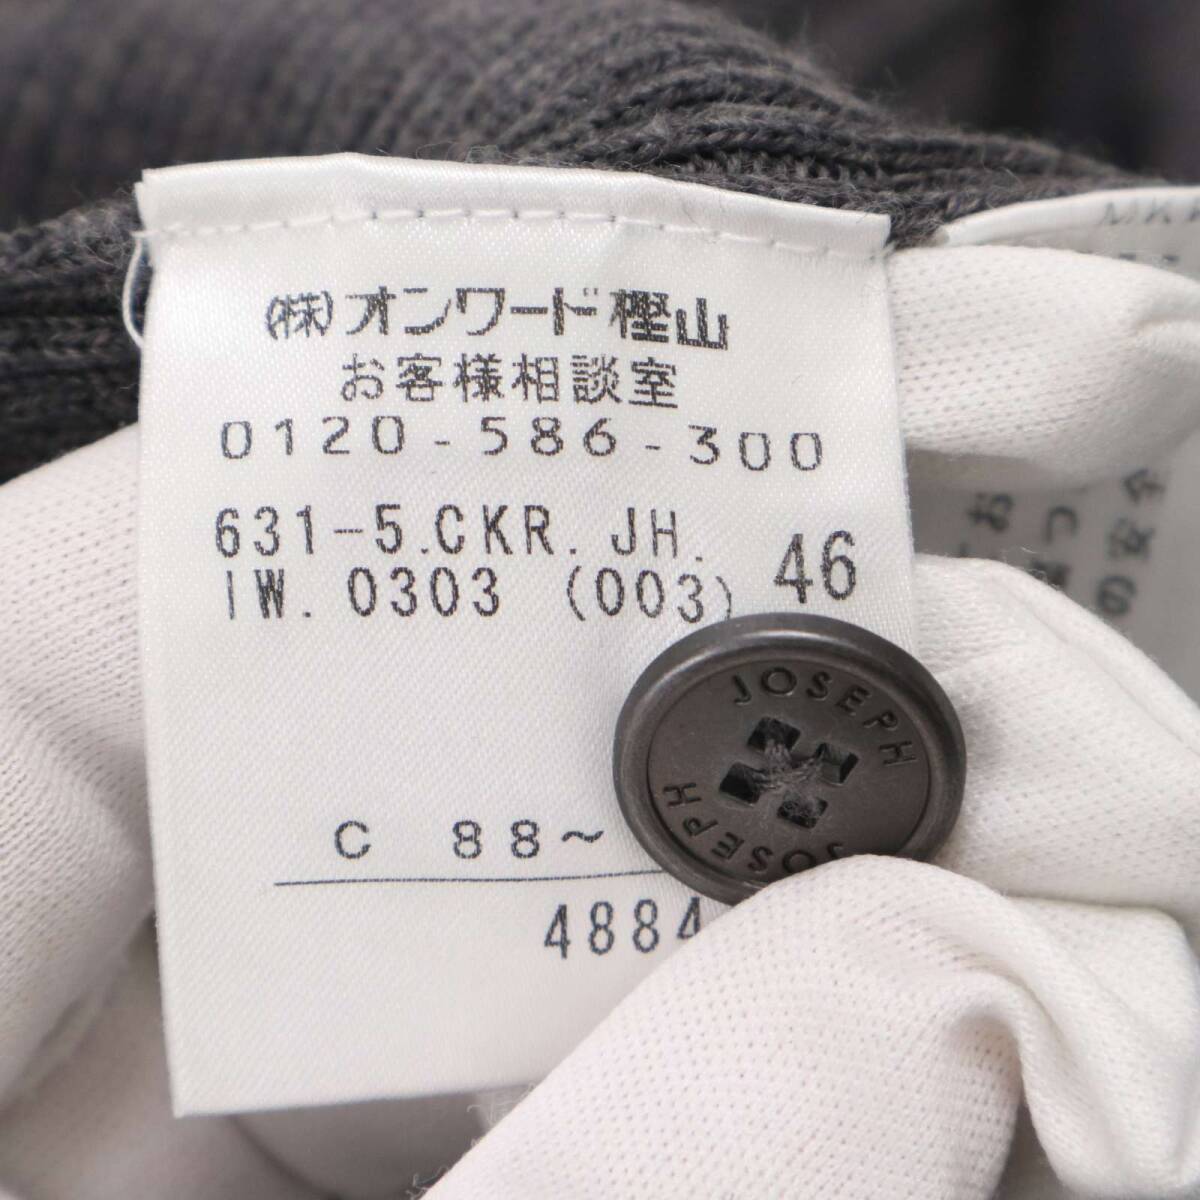 (株)オンワード樫山
お客様相談室
0120-586-300
631-5.CKR.JH.
IW.0303 (003) 46
JOSEPH
JOSEPH
C 88~
4884